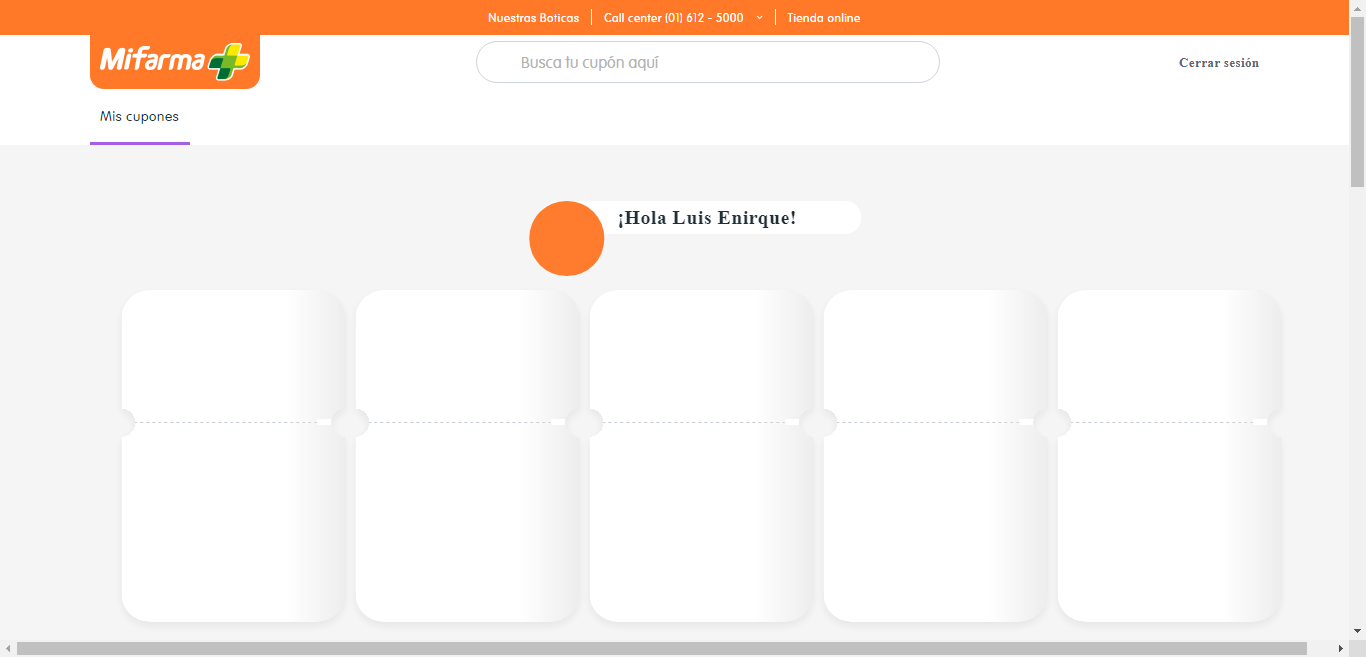 Nuestras Boticas
Call center (01) 612 - 5000
Tienda online
Mifarma
Busca tu cupón aquí
Cerrar sesión
Mis cupones
¡Hola Luis Enirque!